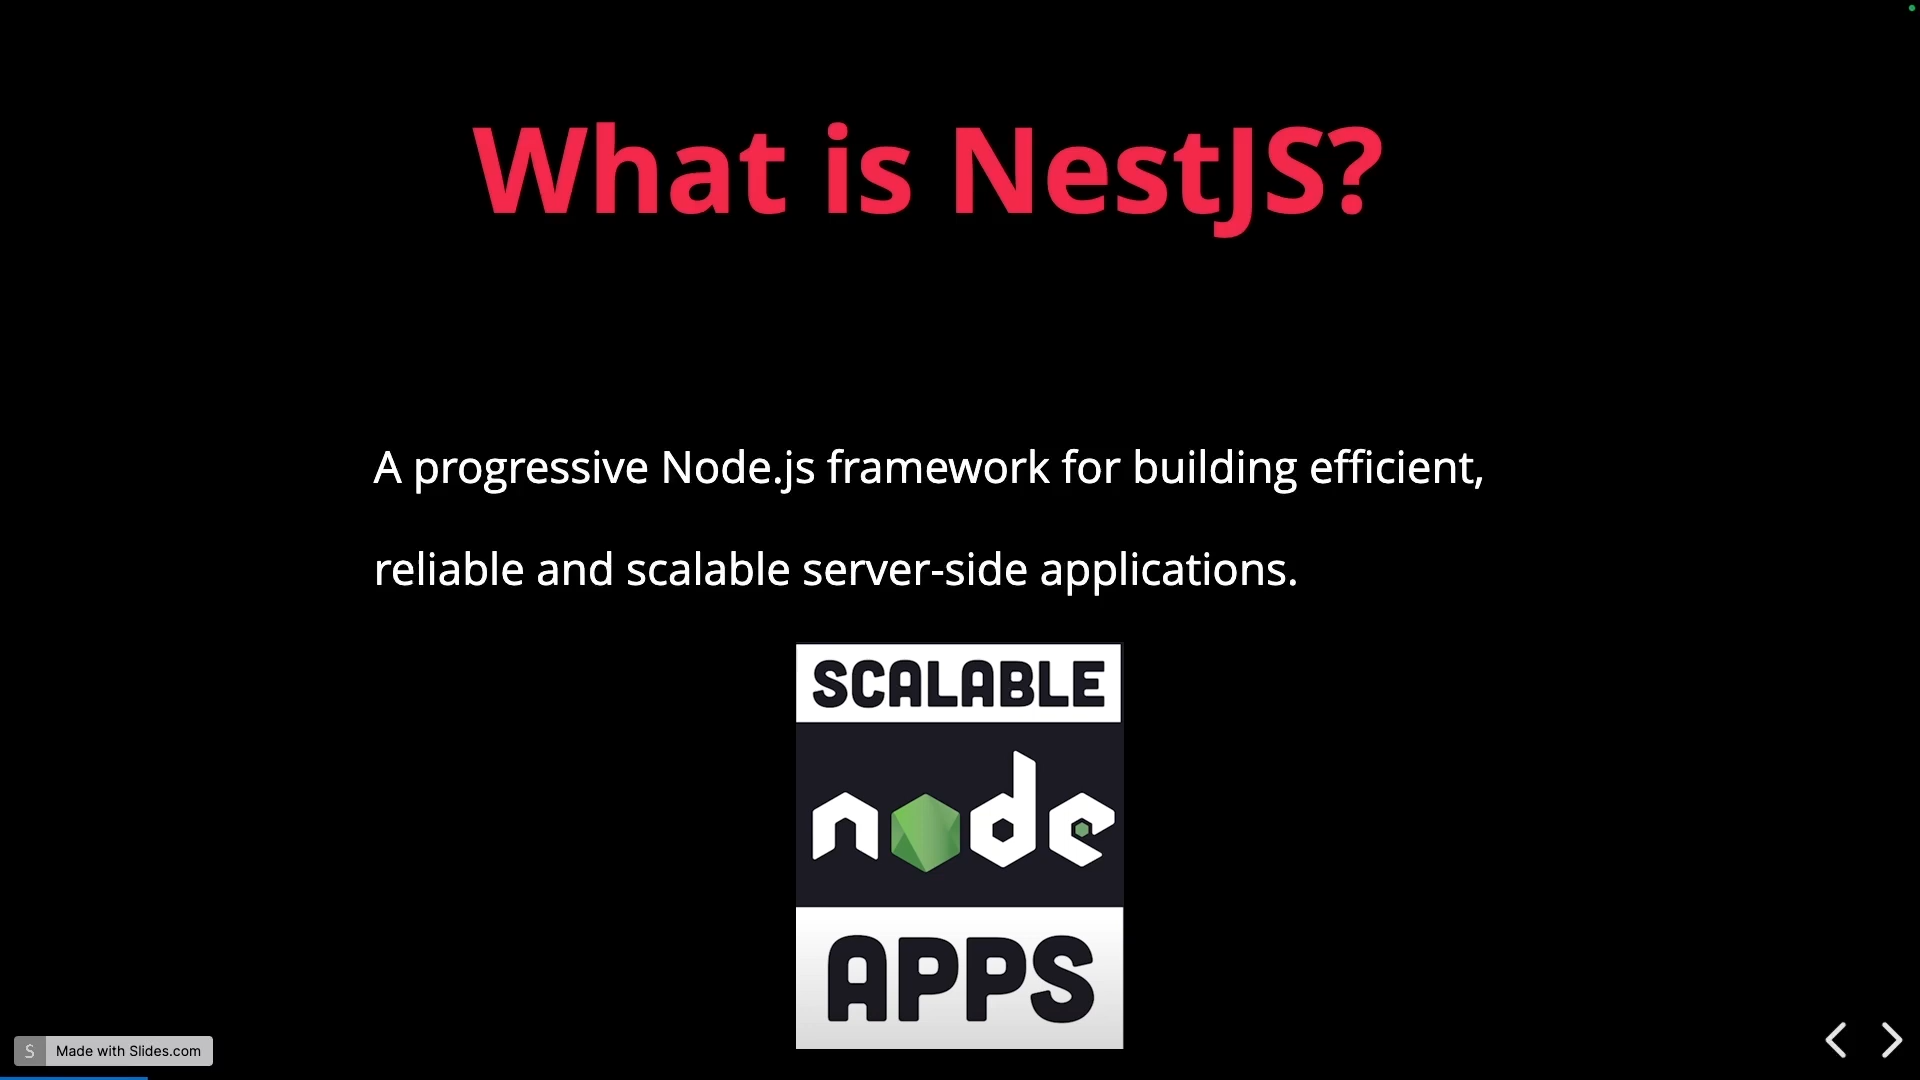 What is NestJS?
A progressive Node.js framework for building efficient,
reliable and scalable server-side applications.
SCALABLE
node
APPS
S Made with Slides.com